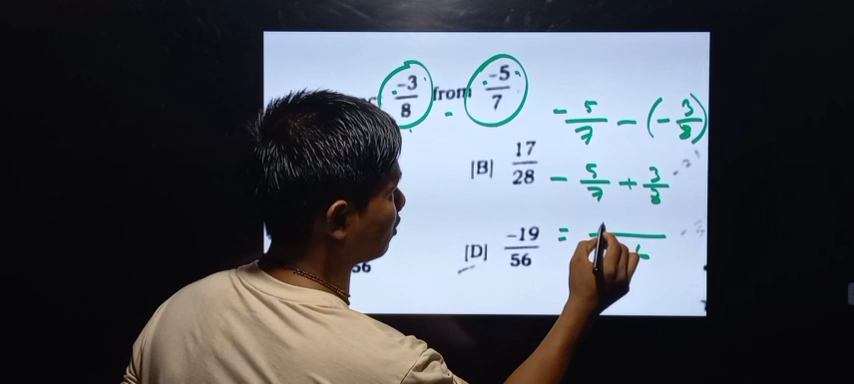 -3/8 from -5/7
- 5/7 - (- 3/8)
[B] 17/28
- 5/7 + 3/8
[D] -19/56
=
56